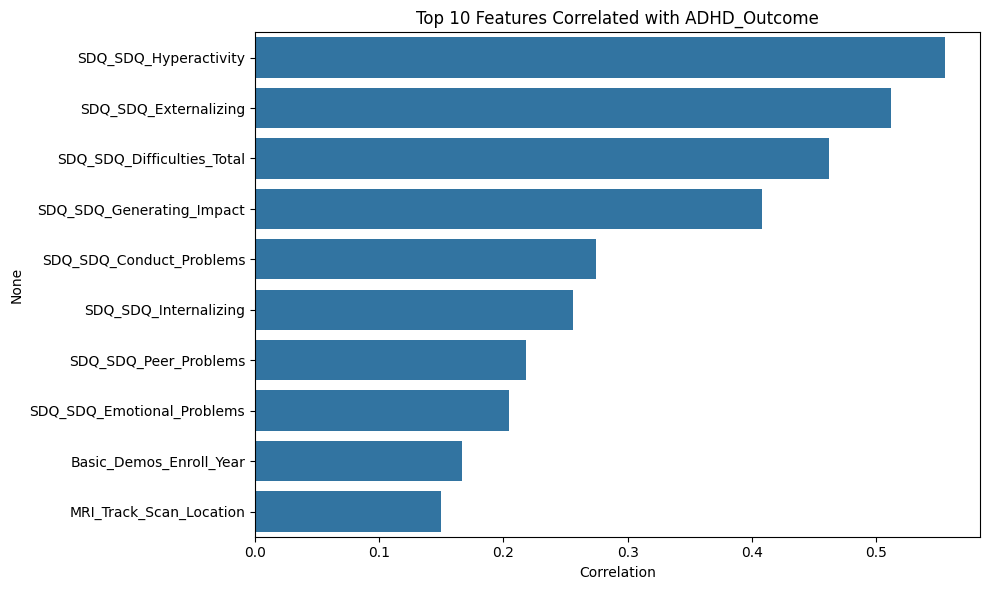 Top 10 Features Correlated with ADHD_Outcome
SDQ_SDQ_Hyperactivity
SDQ_SDQ_Externalizing
SDQ_SDQ_Difficulties_Total
SDQ_SDQ_Generating_Impact
SDQ_SDQ_Conduct_Problems
SDQ_SDQ_Internalizing
SDQ_SDQ_Peer_Problems
SDQ_SDQ_Emotional_Problems
Basic_Demos_Enroll_Year
MRI_Track_Scan_Location
None
0.0 0.1 0.2 0.3 0.4 0.5
Correlation